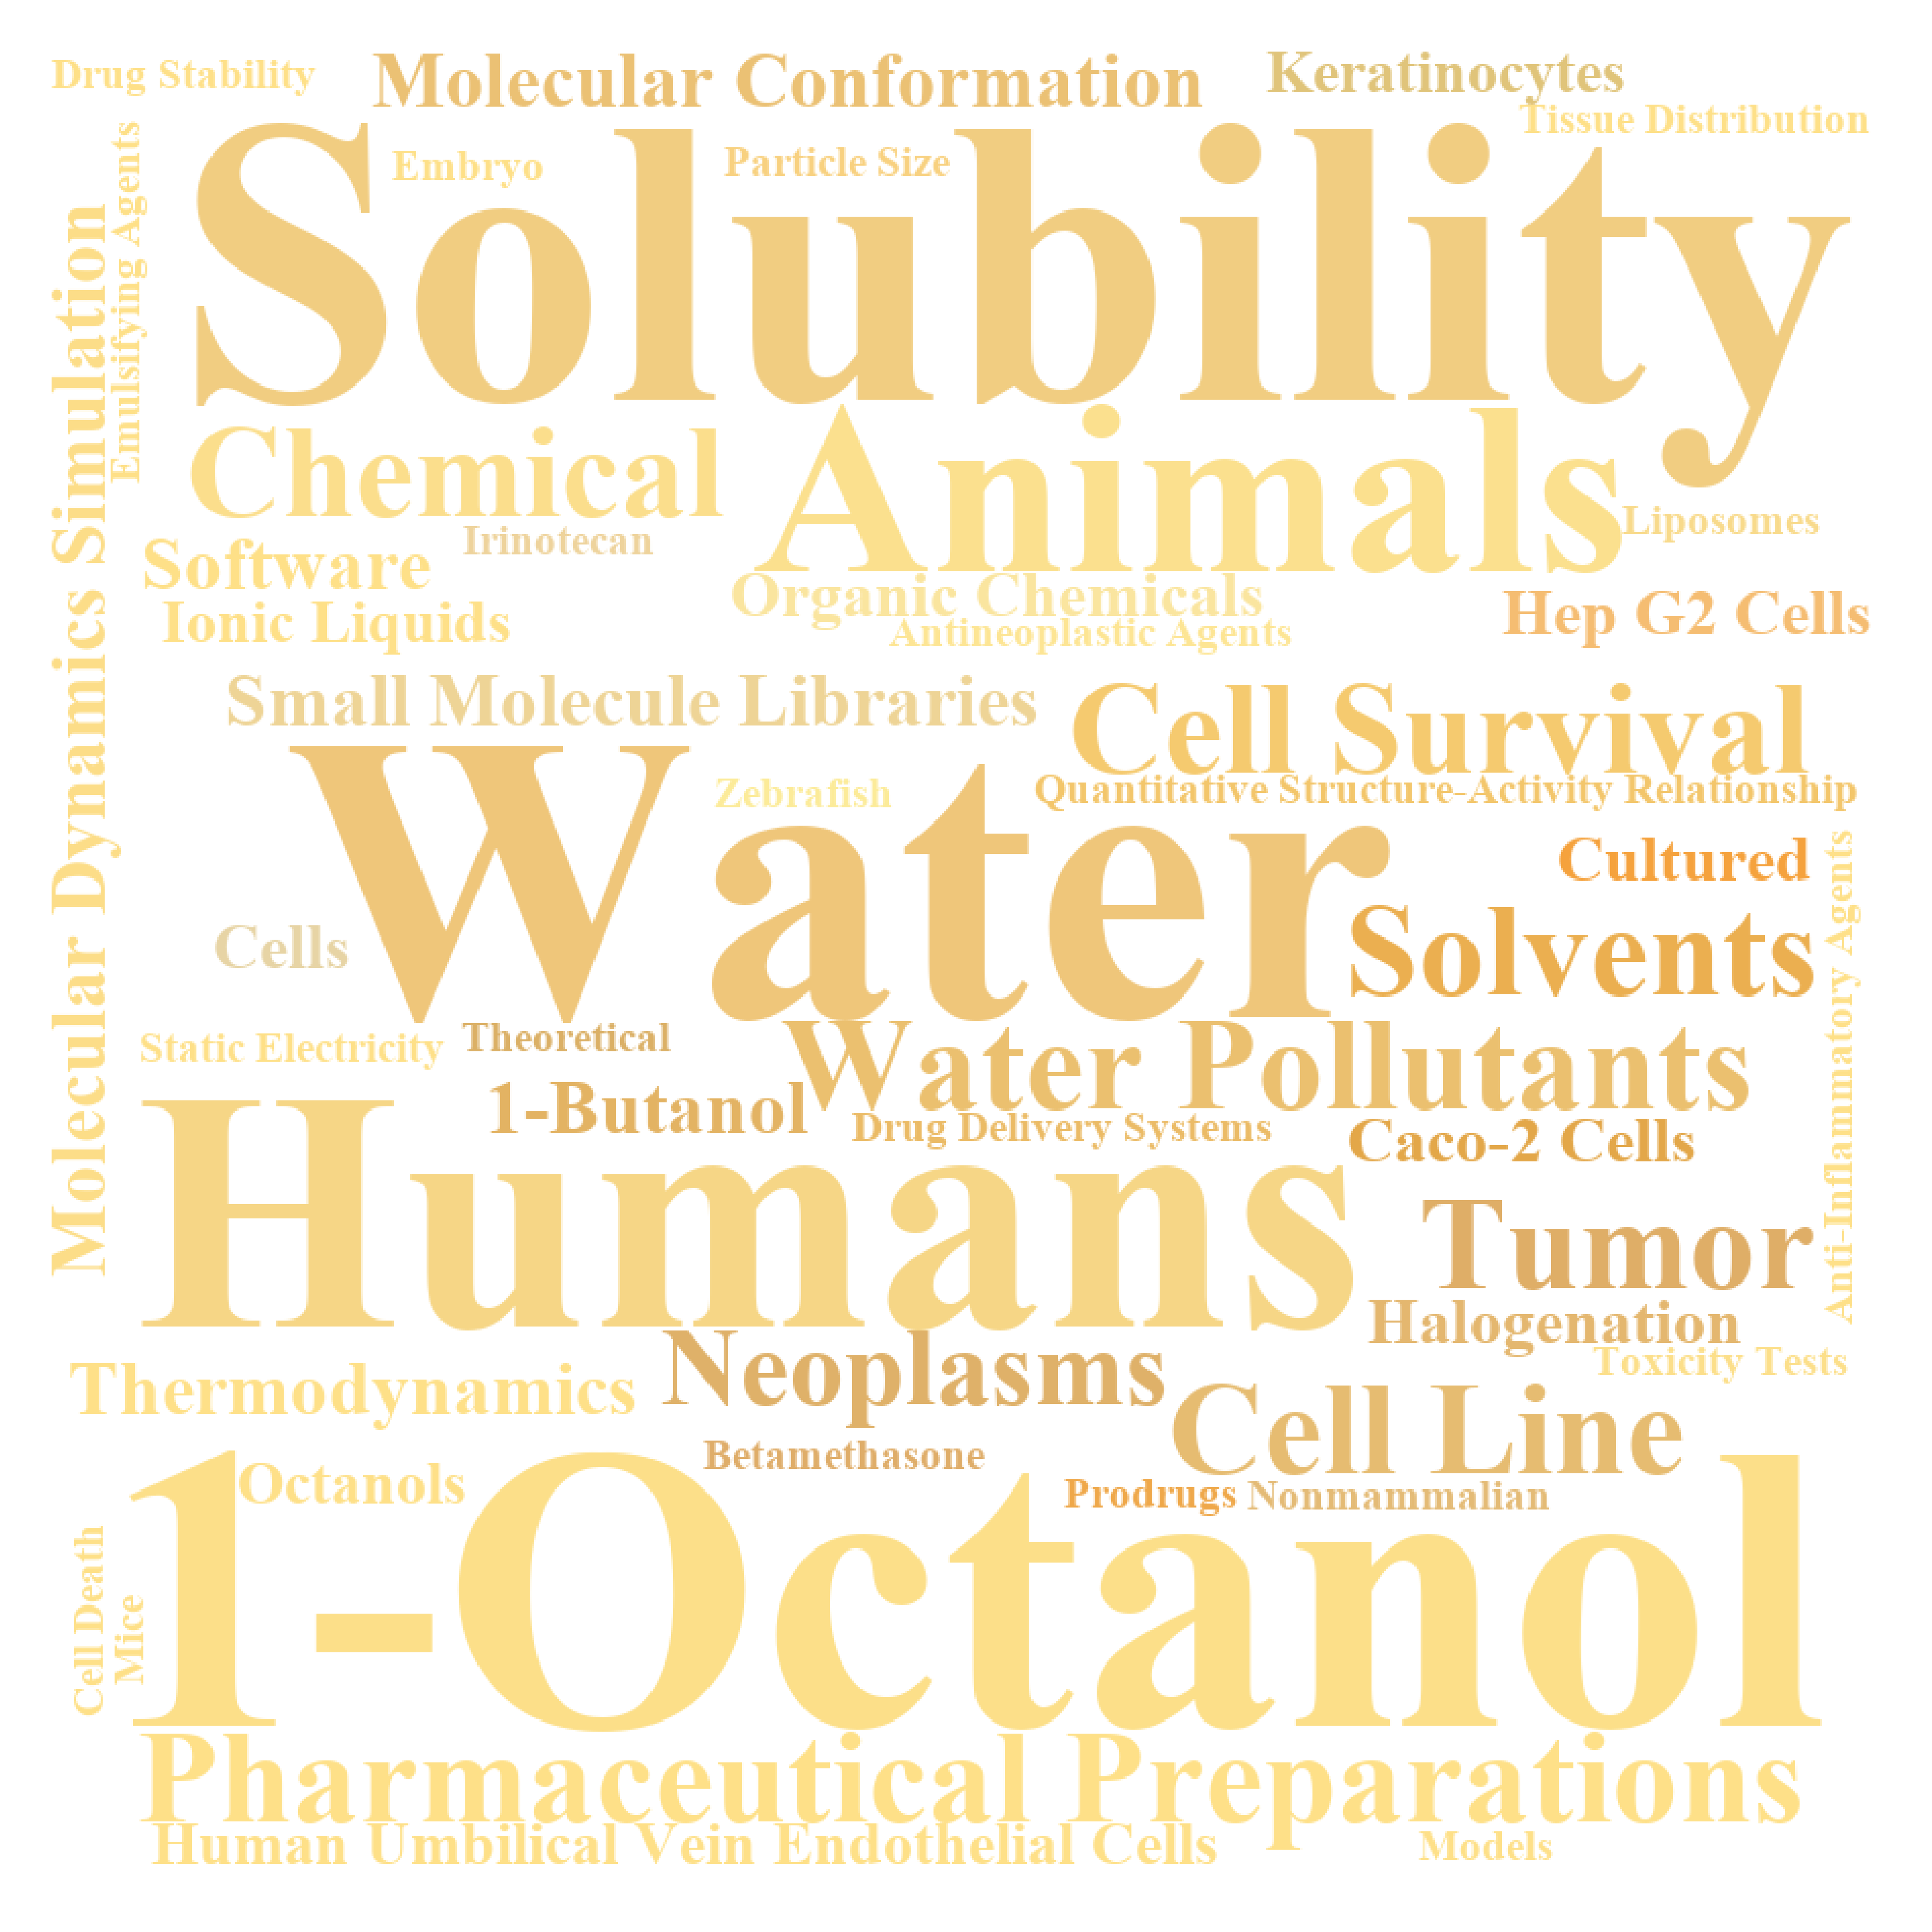 Drug Stability
Molecular Conformation
Keratinocytes
Tissue Distribution
Embryo
Particle Size
Solubility
Emulsifying Agents
Molecular Dynamics Simulation
Chemical
Animals
Irinotecan
Liposomes
Software
Organic Chemicals
Ionic Liquids
Antineoplastic Agents
Hep G2 Cells
Small Molecule Libraries
Cell Survival
Zebrafish
Quantitative Structure-Activity Relationship
Water
Cultured
Cells
Solvents
Anti-Inflammatory Agents
Static Electricity
Theoretical
Water Pollutants
1-Butanol
Drug Delivery Systems
Caco-2 Cells
Humans
Tumor
Halogenation
Neoplasms
Toxicity Tests
Thermodynamics
Cell Line
Betamethasone
Octanols
Prodrugs
Nonmammalian
1-Octanol
Cell Death
Mice
Pharmaceutical Preparations
Human Umbilical Vein Endothelial Cells
Models